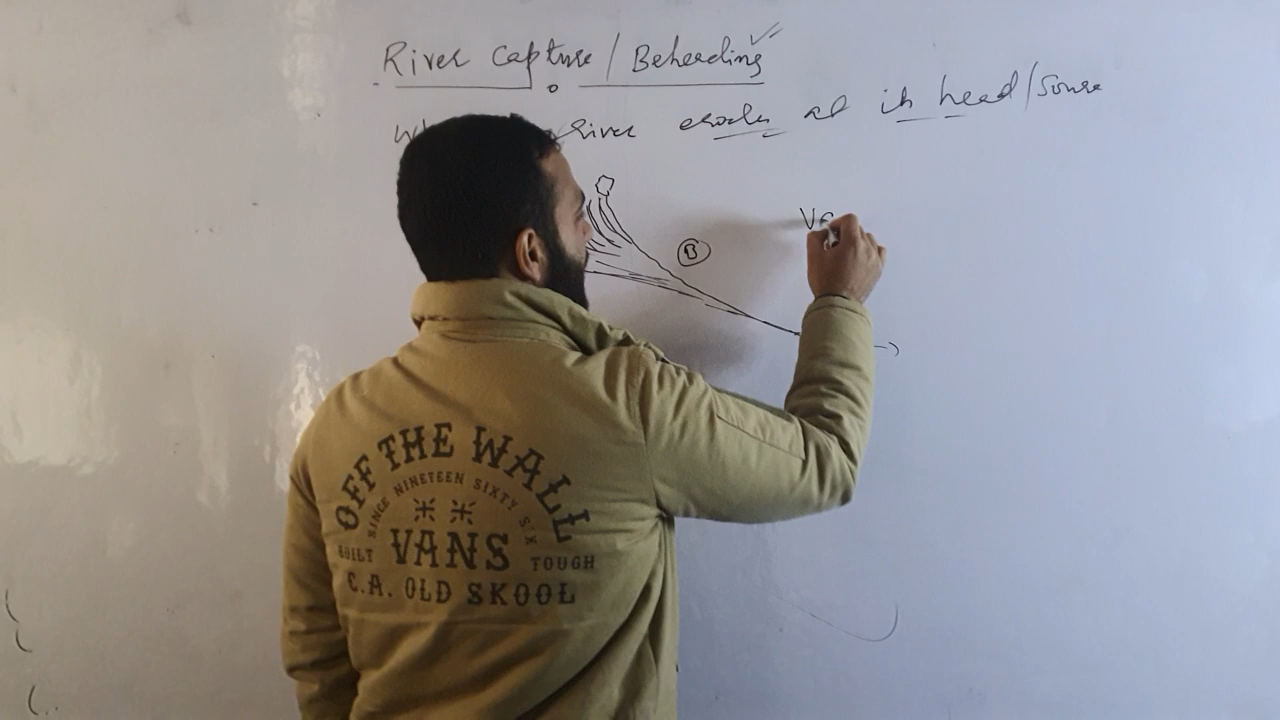 River Capture / Beheading
River erodes at its head/Sourse
B
OFF THE WALL
SINCE NINETEEN SIXTY SIX
BUILT VANS TOUGH
C.A. OLD SKOOL